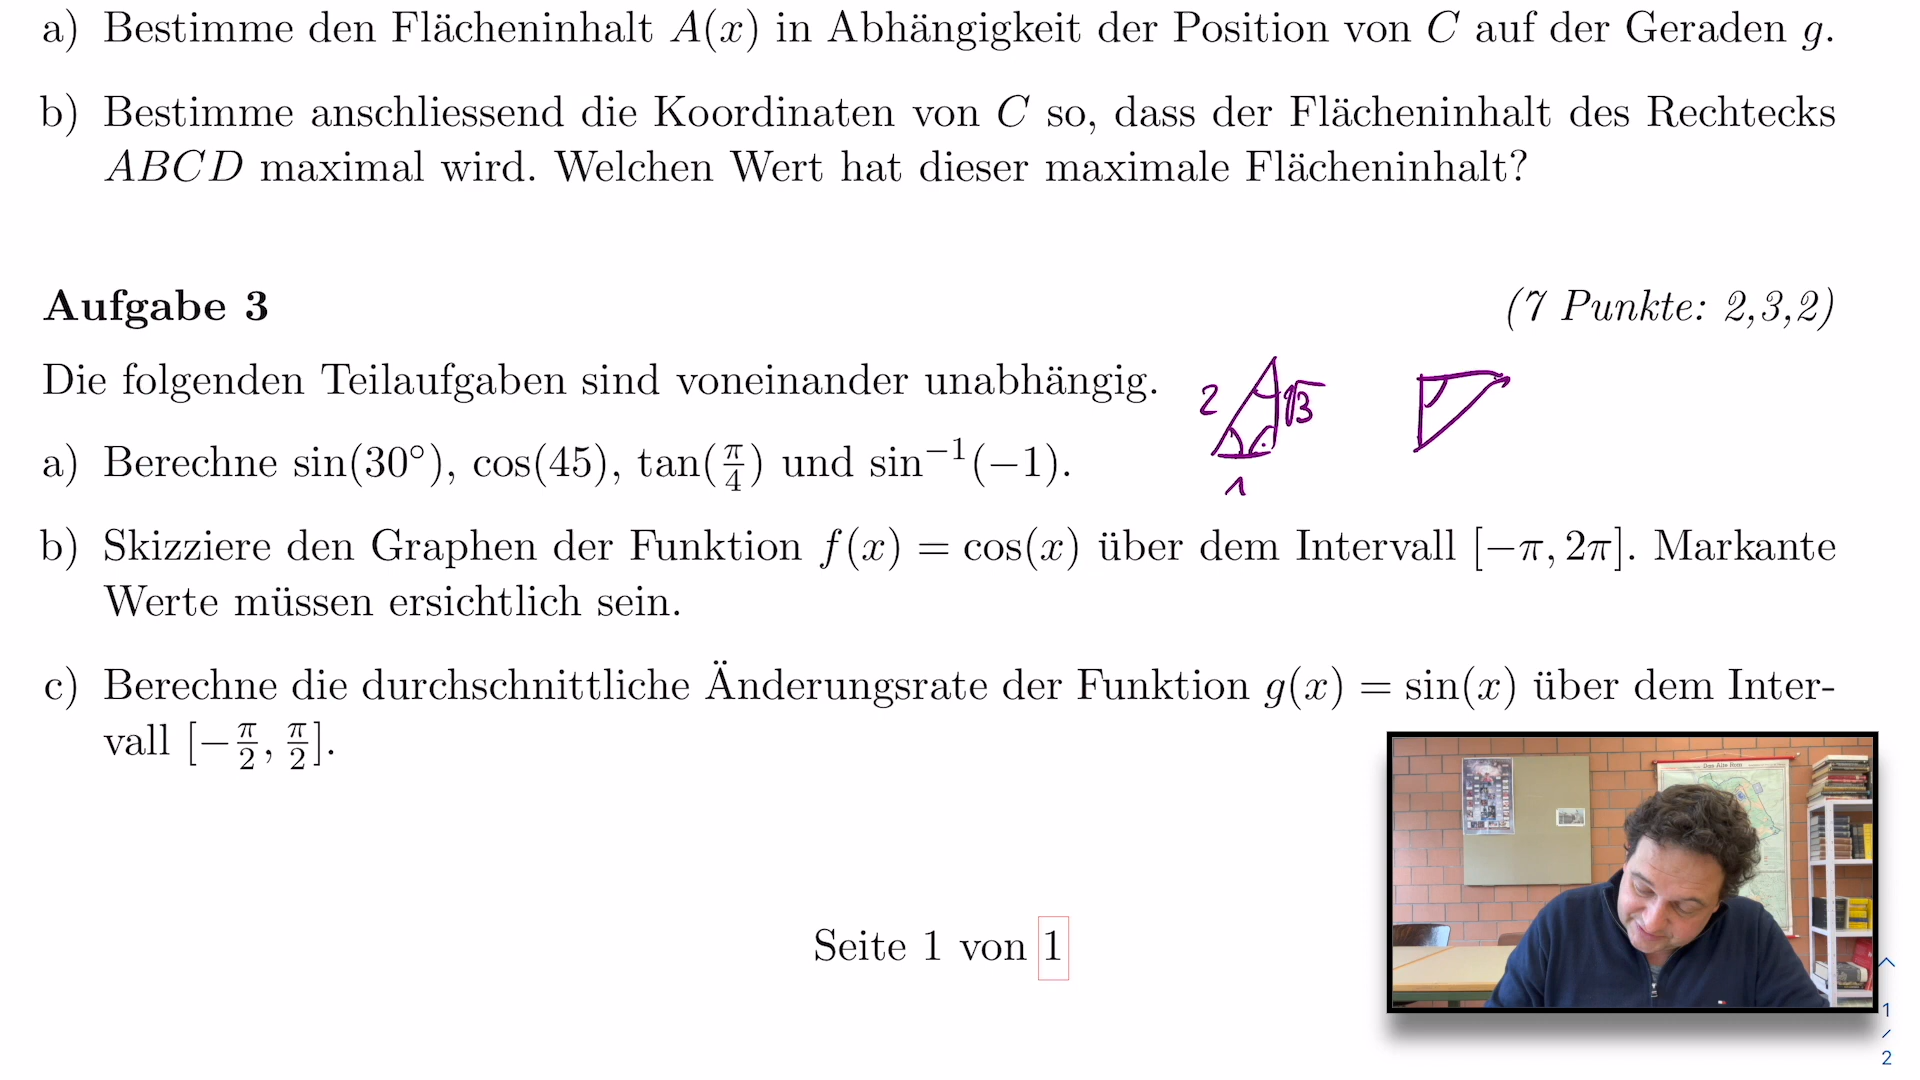 a) Bestimme den Flächeninhalt A(x) in Abhängigkeit der Position von C auf der Geraden g.
b) Bestimme anschliessend die Koordinaten von C so, dass der Flächeninhalt des Rechtecks
ABCD maximal wird. Welchen Wert hat dieser maximale Flächeninhalt?
Aufgabe 3 (7 Punkte: 2,3,2)
Die folgenden Teilaufgaben sind voneinander unabhängig.
2 √3
a) Berechne sin(30°), cos(45), tan(π/4) und sin⁻¹(−1).
1
b) Skizziere den Graphen der Funktion f(x) = cos(x) über dem Intervall [−π, 2π]. Markante
Werte müssen ersichtlich sein.
c) Berechne die durchschnittliche Änderungsrate der Funktion g(x) = sin(x) über dem Inter-
vall [−π/2, π/2].
Das Alte Rom
Seite 1 von 1
1
/
2